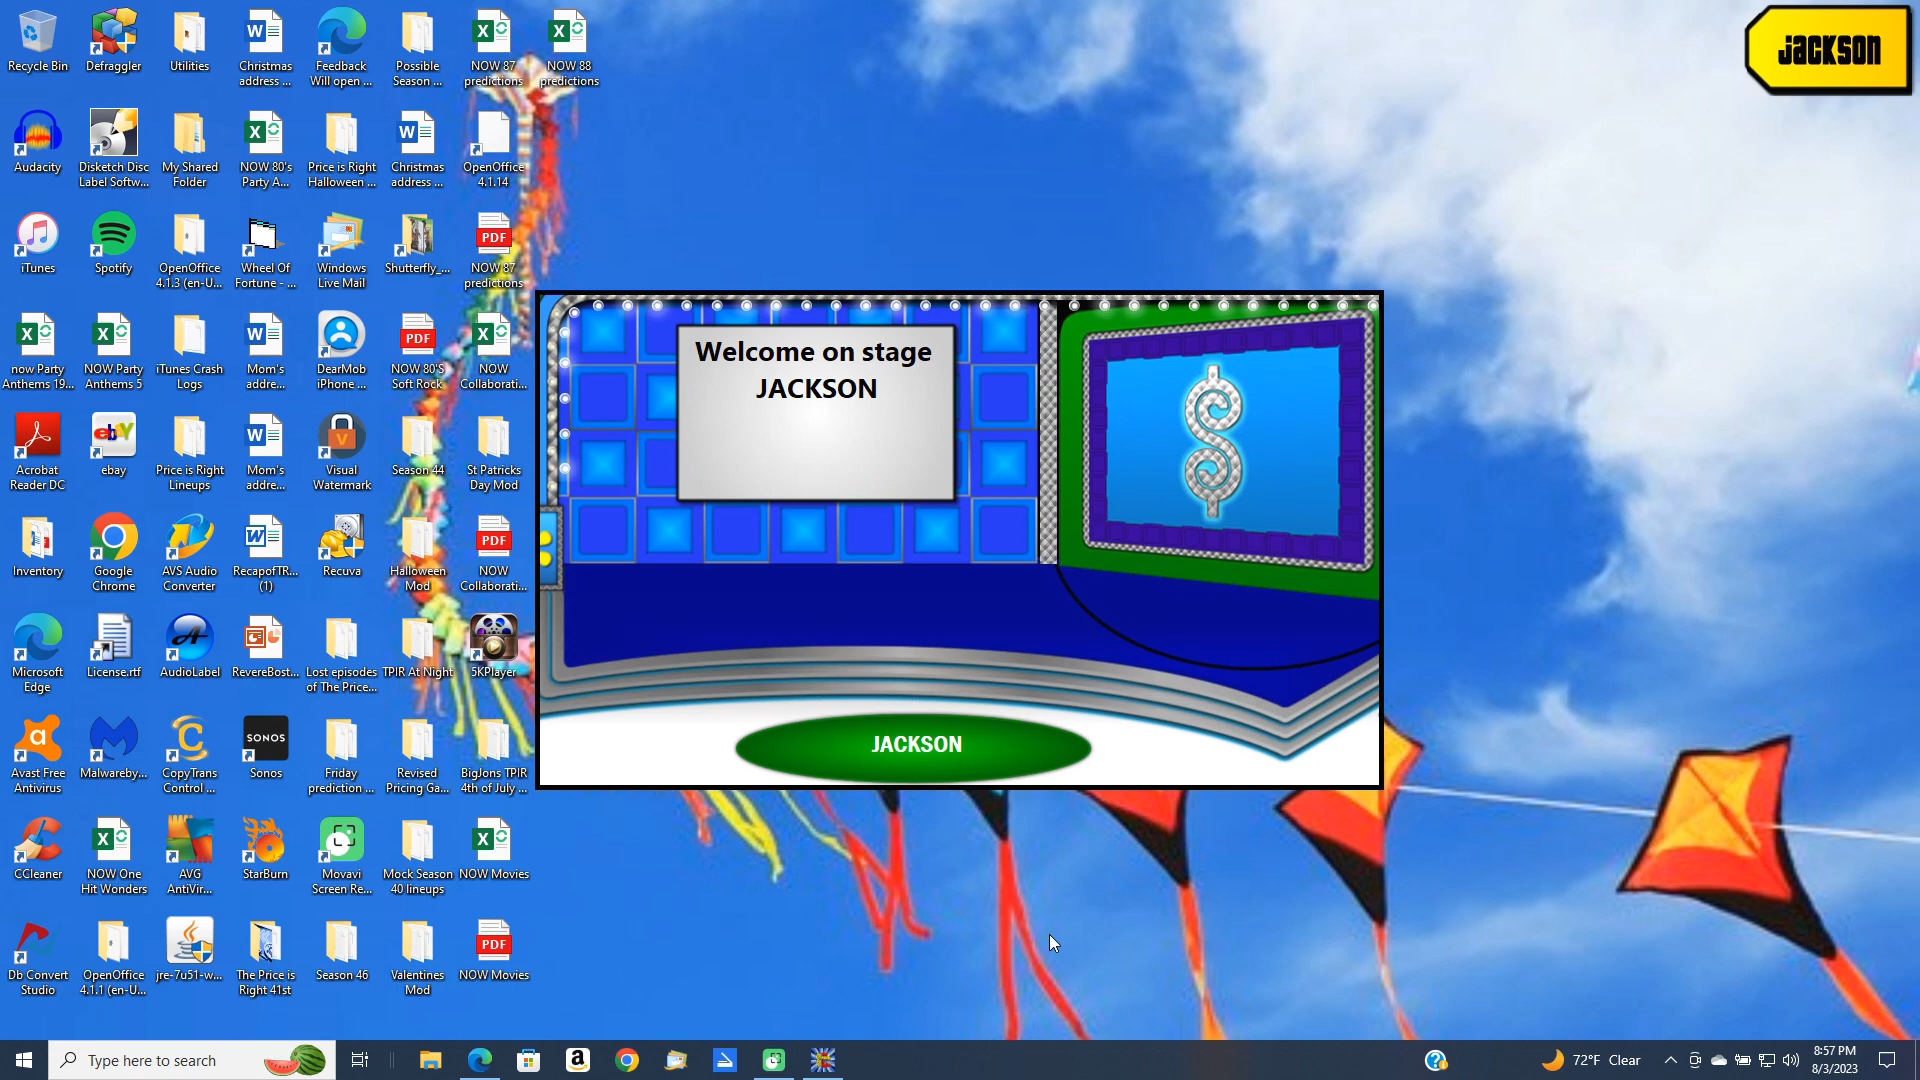 Recycle Bin
Defraggler
Utilities
Christmas
address ...
Feedback
Will open ...
Possible
Season ...
NOW 87
predictions
NOW 88
predictions
Audacity
Disketch Disc
Label Softw...
My Shared
Folder
NOW 80's
Party A...
Price is Right
Halloween ...
Christmas
address ...
OpenOffice
4.1.14
iTunes
Spotify
OpenOffice
4.1.3 (en-U...
Wheel Of
Fortune - ...
Windows
Live Mail
Shutterfly_...
PDF
NOW 87
predictions
now Party
Anthems 19...
NOW Party
Anthems 5
iTunes Crash
Logs
Mom's
addre...
DearMob
iPhone ...
PDF
NOW 80'S
Soft Rock
NOW
Collaborati...
Acrobat
Reader DC
ebay
ebay
Price is Right
Lineups
Mom's
addre...
Visual
Watermark
Season 44
St Patricks
Day Mod
Inventory
Google
Chrome
AVS Audio
Converter
RecapofTR...
(1)
Recuva
Halloween
Mod
PDF
NOW
Collaborati...
Microsoft
Edge
License.rtf
AudioLabel
RevereBost...
Lost episodes
of The Price...
TPIR At Night
5KPlayer
Avast Free
Antivirus
Malwareby...
CopyTrans
Control ...
SONOS
Sonos
Friday
prediction ...
Revised
Pricing Ga...
BigJons TPIR
4th of July ...
CCleaner
NOW One
Hit Wonders
AVG
AntiVir...
StarBurn
Movavi
Screen Re...
Mock Season
40 lineups
NOW Movies
Db Convert
Studio
OpenOffice
4.1.1 (en-U...
jre-7u51-w...
The Price is
Right 41st
Season 46
Valentines
Mod
PDF
NOW Movies
JACKSON
Welcome on stage
JACKSON
JACKSON
Type here to search
72°F Clear
8:57 PM
8/3/2023